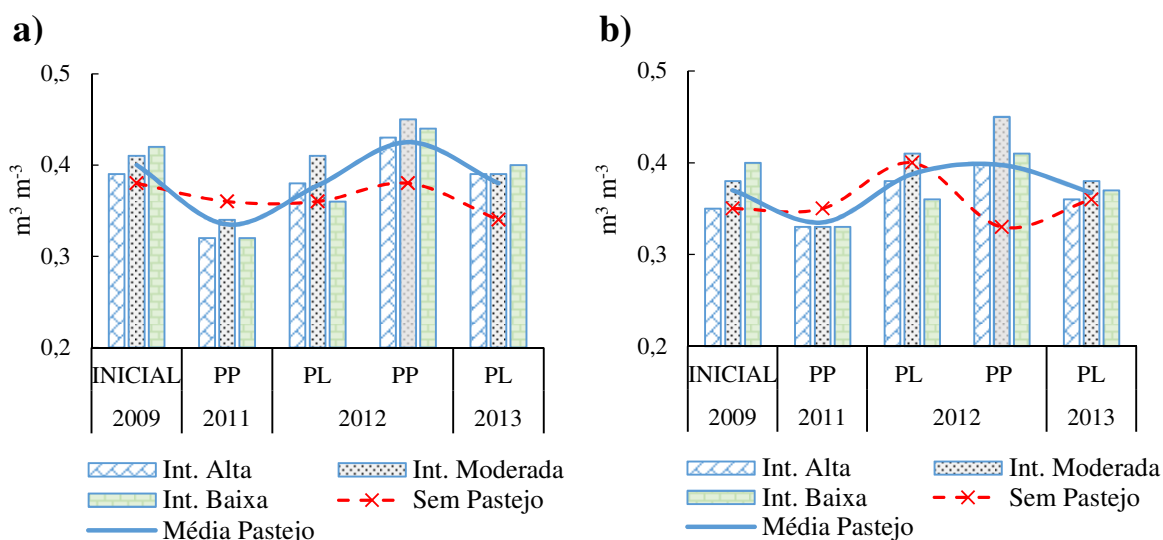 a)
0,5
0,4
0,3
0,2
m³ m⁻³
INICIAL PP PL PP PL
2009 2011 2012 2013
Int. Alta Int. Moderada
Int. Baixa Sem Pastejo
Média Pastejo
b)
0,5
0,4
0,3
0,2
m³ m⁻³
INICIAL PP PL PP PL
2009 2011 2012 2013
Int. Alta Int. Moderada
Int. Baixa Sem Pastejo
Média Pastejo